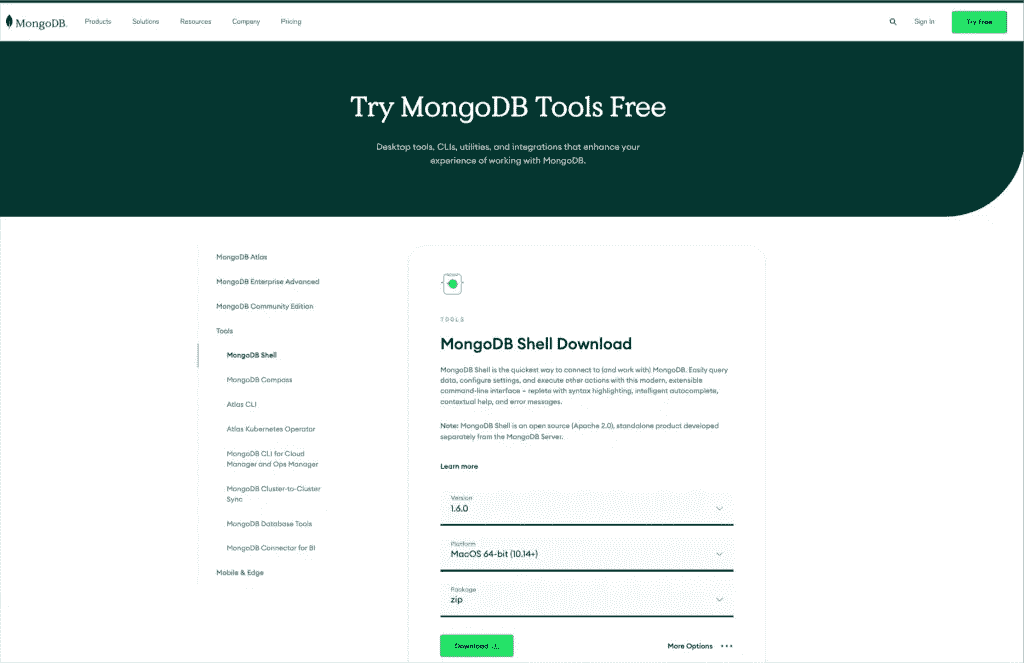 MongoDB.
Products
Solutions
Resources
Company
Pricing
Sign In
Try Free
Try MongoDB Tools Free
Desktop tools, CLIs, utilities, and integrations that enhance your
experience of working with MongoDB.
MongoDB Atlas
MongoDB Enterprise Advanced
MongoDB Community Edition
Tools
MongoDB Shell
MongoDB Compass
Atlas CLI
Atlas Kubernetes Operator
MongoDB CLI for Cloud
Manager and Ops Manager
MongoDB Cluster-to-Cluster
Sync
MongoDB Database Tools
MongoDB Connector for BI
Mobile & Edge
TOOLS
MongoDB Shell Download
MongoDB Shell is the quickest way to connect to (and work with) MongoDB. Easily query
data, configure settings, and execute other actions with this modern, extensible
command-line interface — replete with syntax highlighting, intelligent autocomplete,
contextual help, and error messages.
Note: MongoDB Shell is an open source (Apache 2.0), standalone product developed
separately from the MongoDB Server.
Learn more
Version
1.6.0
Platform
MacOS 64-bit (10.14+)
Package
zip
Download
More Options